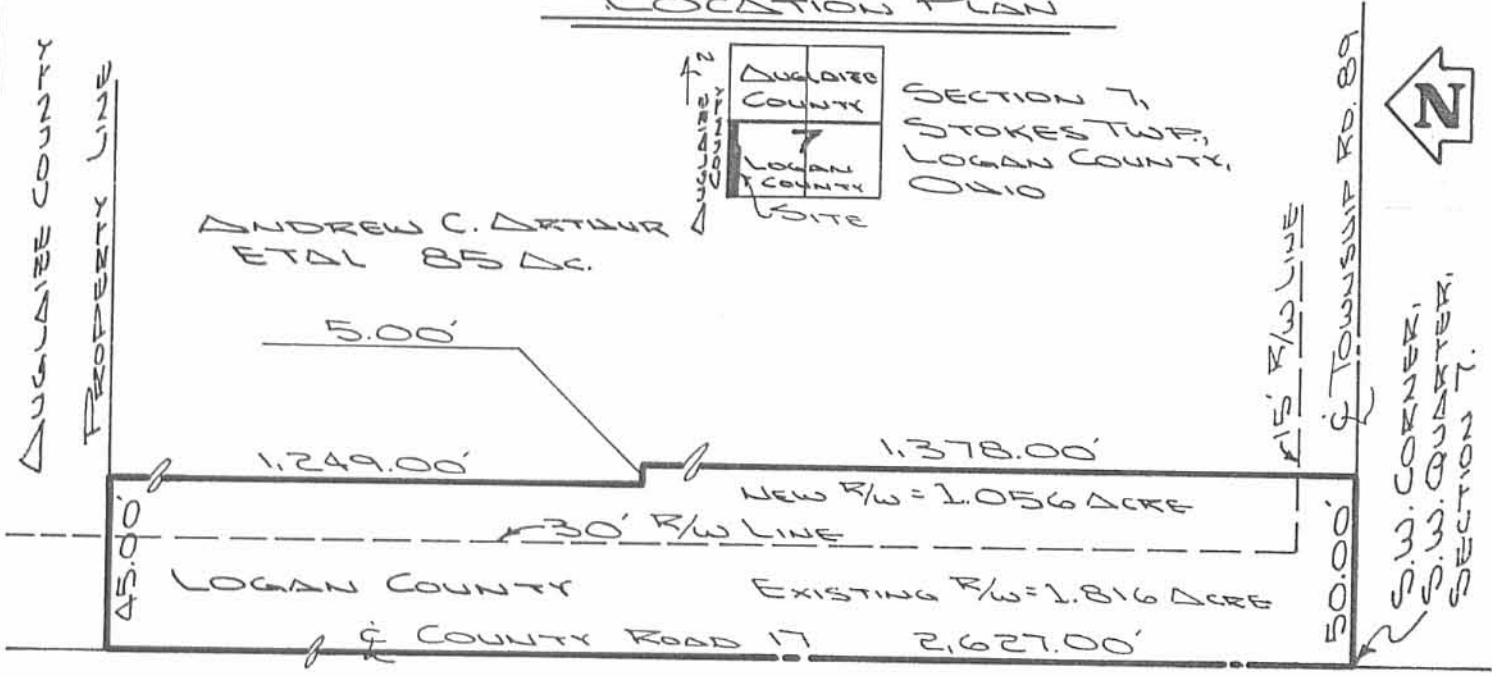 LOCATION PLAN
AUGLAIZE COUNTY
PROPERTY LINE
N
AUGLAIZE
COUNTY
AUGLAIZE
COUNTY
7
LOGAN
COUNTY
SITE
SECTION 7,
STOKES TWP.,
LOGAN COUNTY,
OHIO
N
ANDREW C. ARTHUR
ETAL 85 AC.
5.00'
15' R/W LINE
℄ TOWNSHIP RD. 89
S.W. CORNER,
S.W. QUARTER,
SECTION 7.
1,249.00'
1,378.00'
NEW R/W = 1.056 ACRE
45.00'
30' R/W LINE
50.00'
LOGAN COUNTY
EXISTING R/W = 1.816 ACRE
℄ COUNTY ROAD 17
2,627.00'